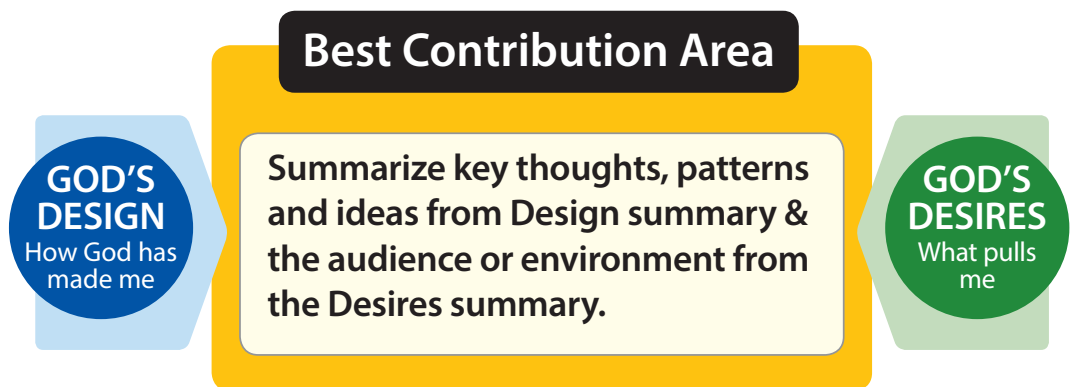 Best Contribution Area
GOD'S
DESIGN
How God has
made me
Summarize key thoughts, patterns
and ideas from Design summary &
the audience or environment from
the Desires summary.
GOD'S
DESIRES
What pulls
me